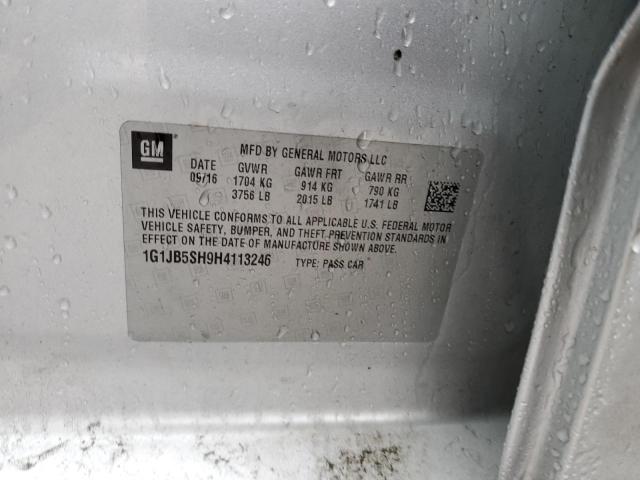 GM
MFD BY GENERAL MOTORS LLC
DATE GVWR GAWR FRT GAWR RR
09/16 1704 KG 914 KG 790 KG
3756 LB 2015 LB 1741 LB
THIS VEHICLE CONFORMS TO ALL APPLICABLE U.S. FEDERAL MOTOR
VEHICLE SAFETY, BUMPER, AND THEFT PREVENTION STANDARDS IN
EFFECT ON THE DATE OF MANUFACTURE SHOWN ABOVE.
1G1JB5SH9H4113246 TYPE: PASS CAR